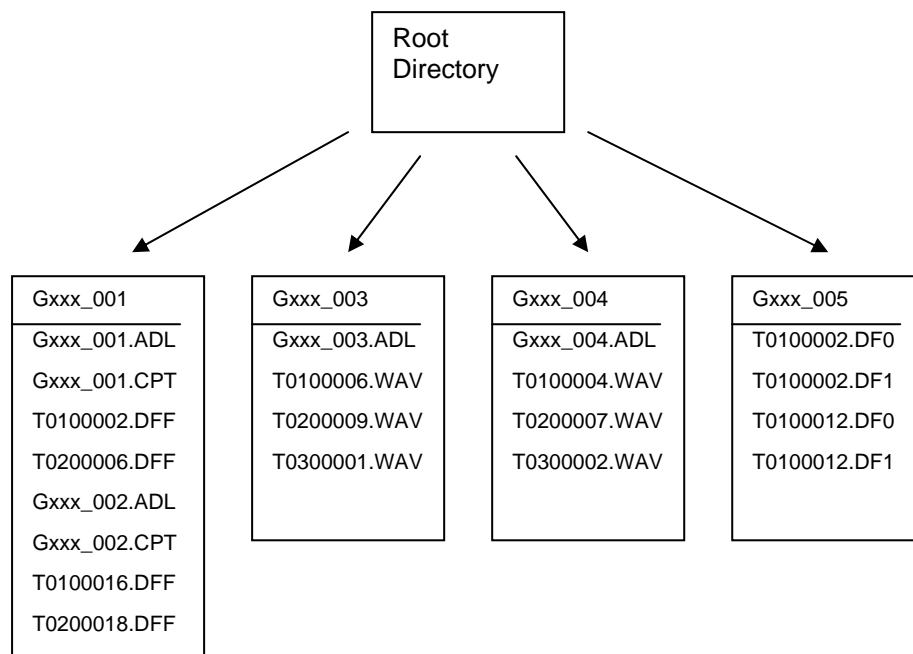 Root
Directory
Gxxx_001
Gxxx_001.ADL
Gxxx_001.CPT
T0100002.DFF
T0200006.DFF
Gxxx_002.ADL
Gxxx_002.CPT
T0100016.DFF
T0200018.DFF
Gxxx_003
Gxxx_003.ADL
T0100006.WAV
T0200009.WAV
T0300001.WAV
Gxxx_004
Gxxx_004.ADL
T0100004.WAV
T0200007.WAV
T0300002.WAV
Gxxx_005
T0100002.DF0
T0100002.DF1
T0100012.DF0
T0100012.DF1